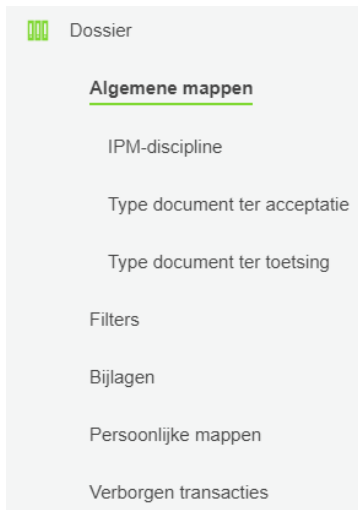 Dossier
Algemene mappen
IPM-discipline
Type document ter acceptatie
Type document ter toetsing
Filters
Bijlagen
Persoonlijke mappen
Verborgen transacties